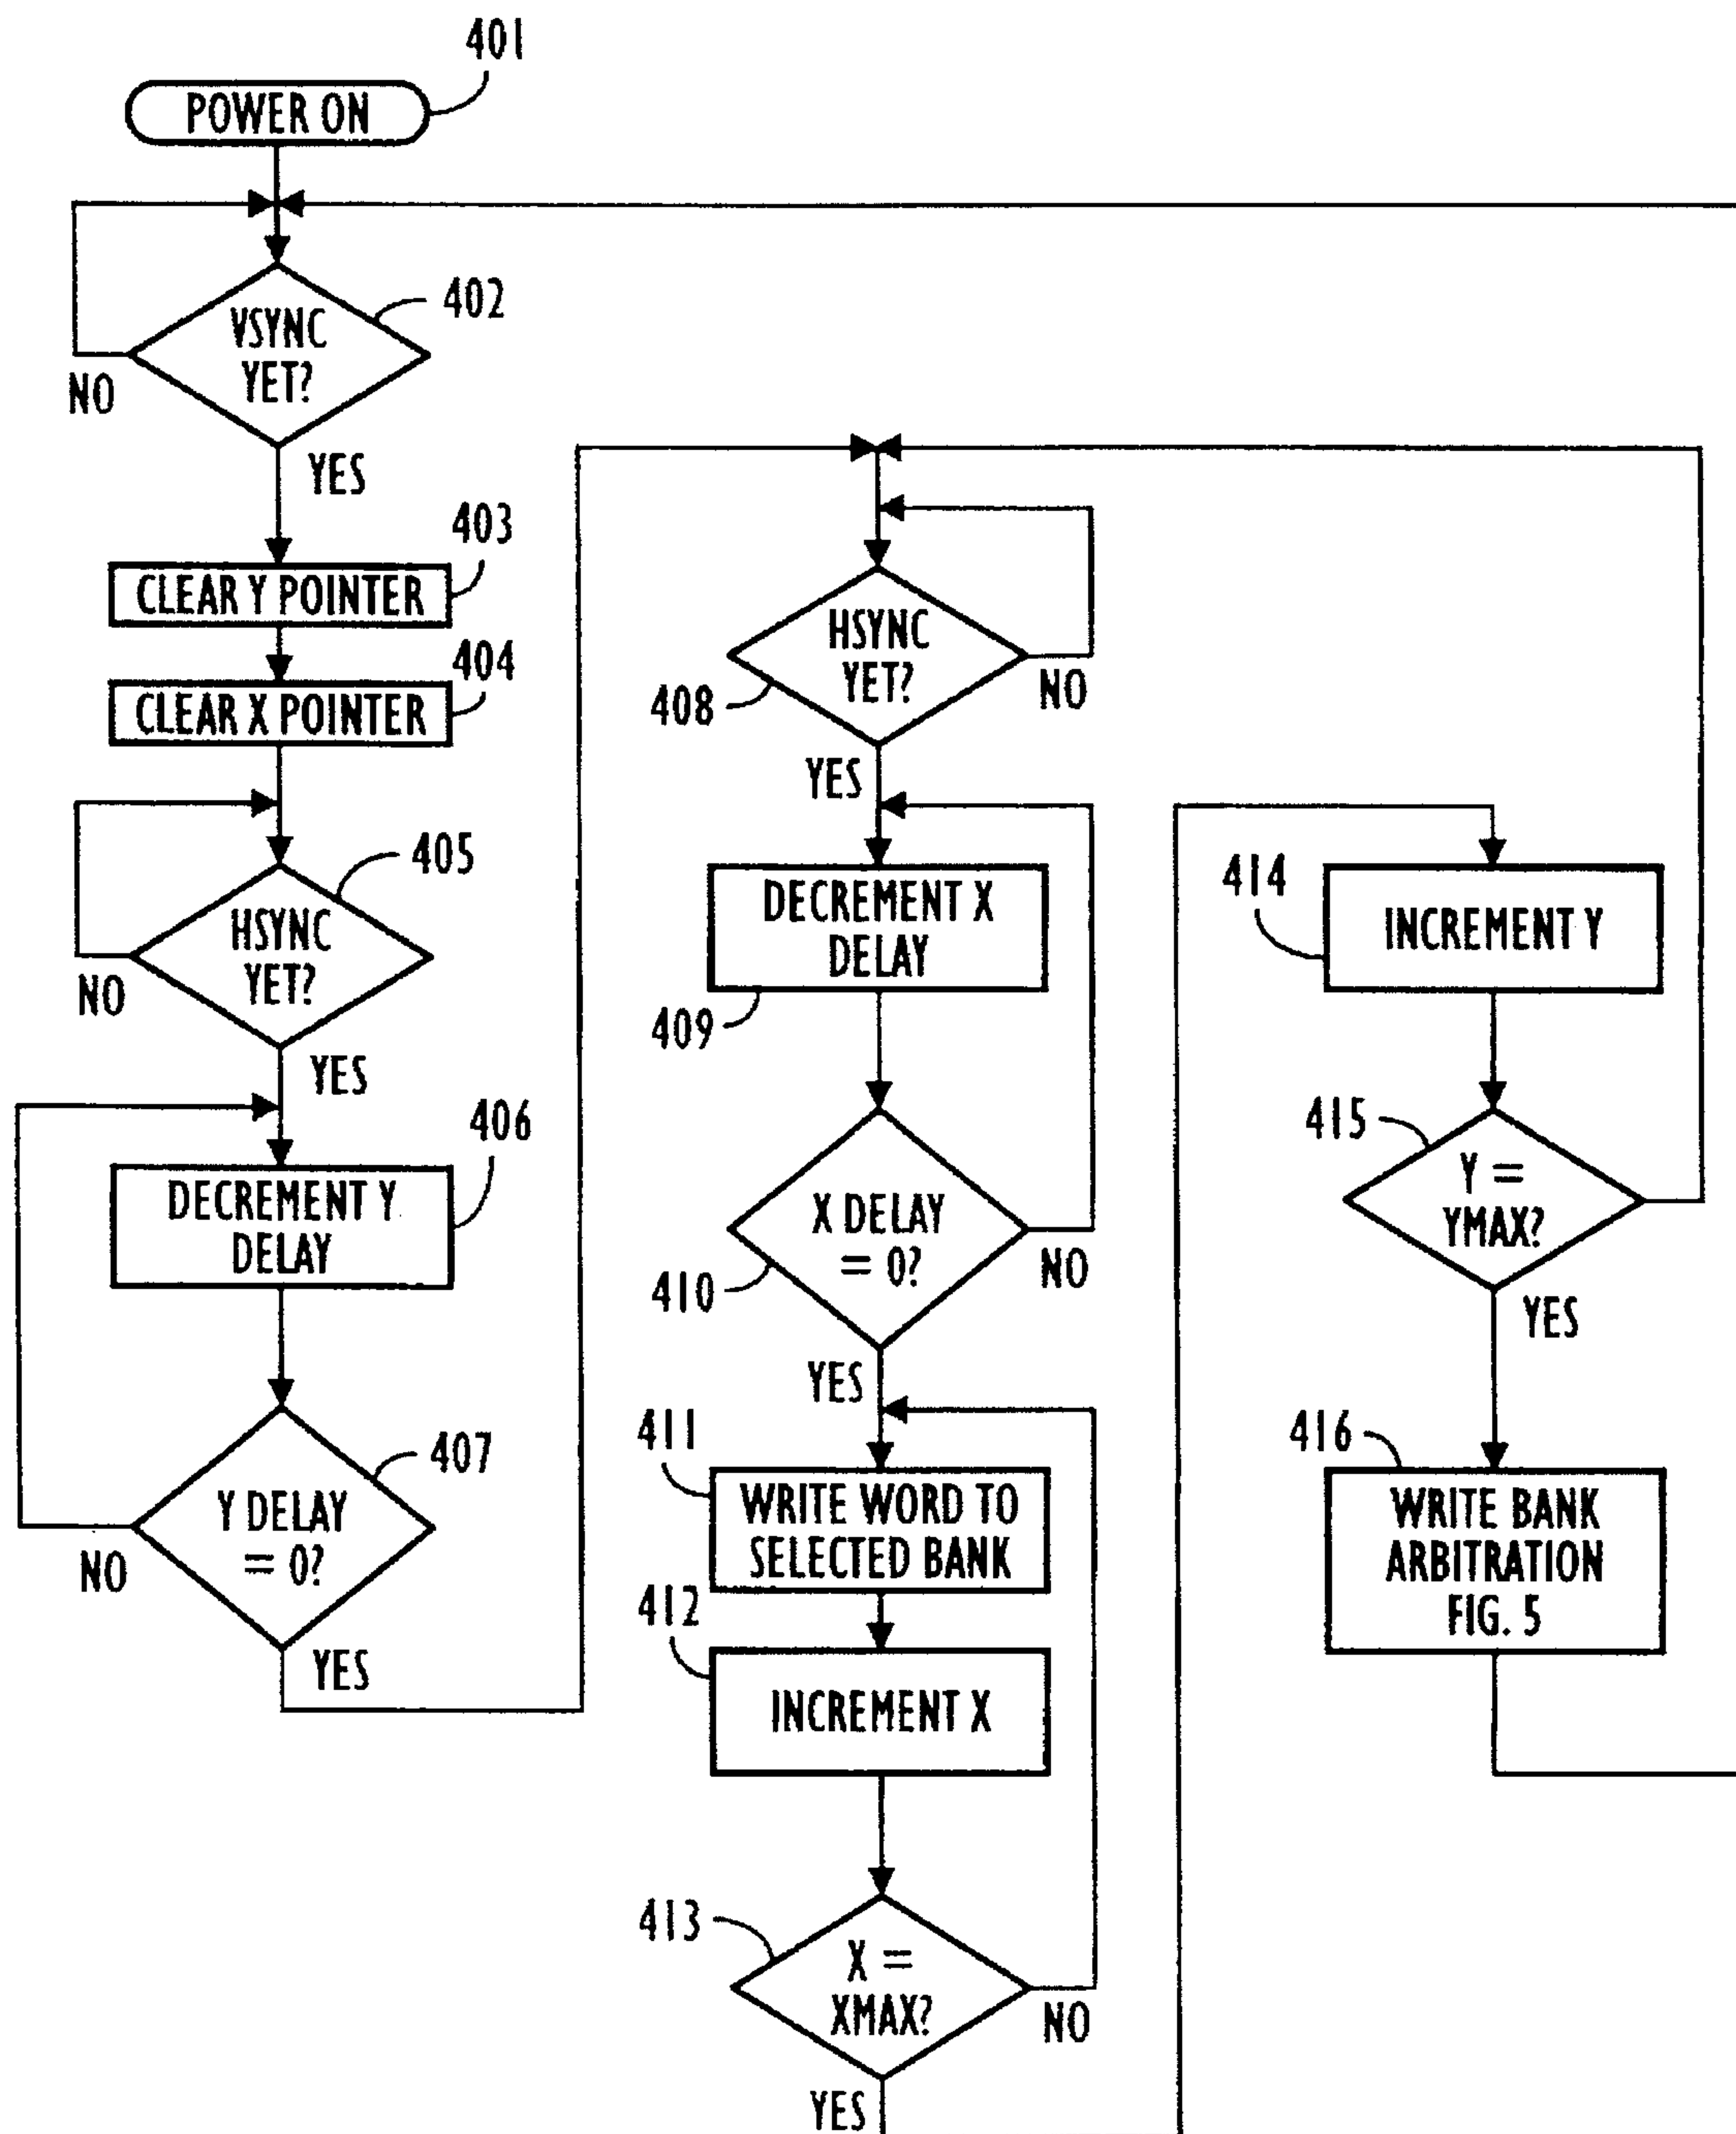 401
POWER ON
402
VSYNC
YET?
NO
YES
403
CLEAR Y POINTER
404
CLEAR X POINTER
405
HSYNC
YET?
NO
YES
406
DECREMENT Y
DELAY
407
Y DELAY
= 0?
NO
YES
HSYNC
YET?
408
NO
YES
DECREMENT X
DELAY
409
X DELAY
= 0?
410
NO
YES
411
WRITE WORD TO
SELECTED BANK
412
INCREMENT X
413
X =
XMAX?
NO
YES
414
INCREMENT Y
415
Y =
YMAX?
YES
416
WRITE BANK
ARBITRATION
FIG. 5